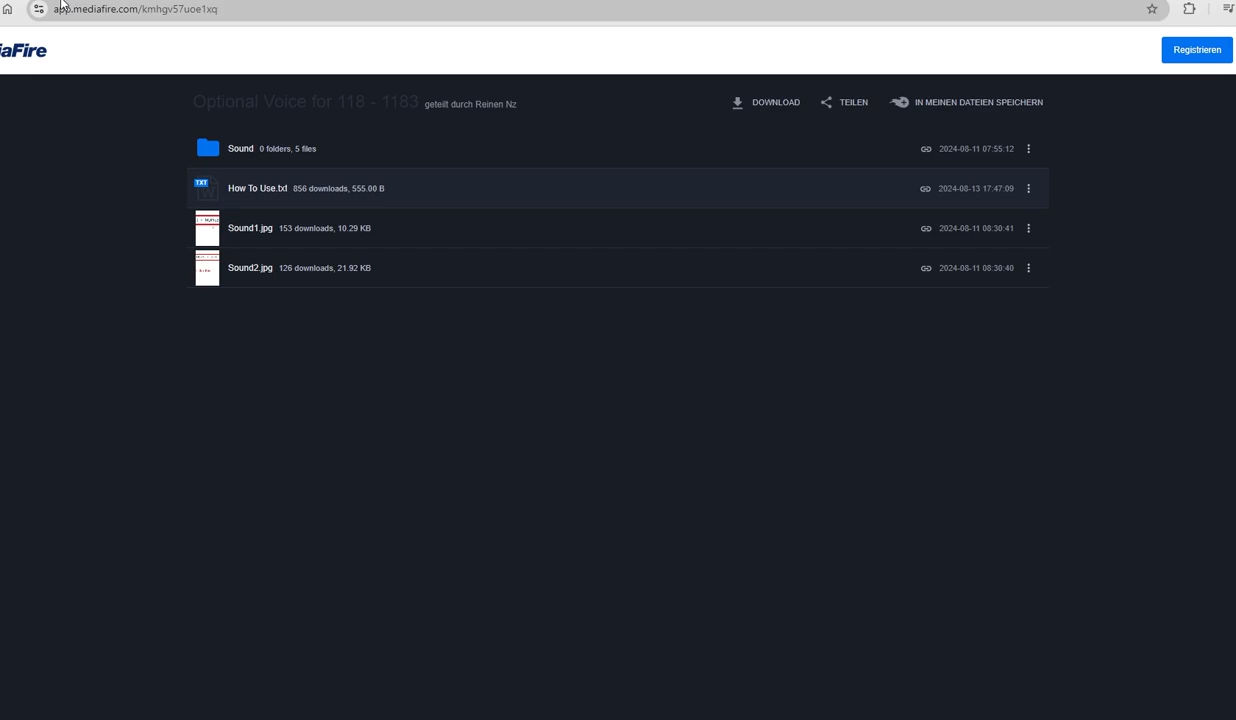 app.mediafire.com/kmhgv57uoe1xq
iaFire
Registrieren
Optional Voice for 118 - 1183 geteilt durch Reinen Nz
DOWNLOAD TEILEN IN MEINEN DATEIEN SPEICHERN
Sound 0 folders, 5 files 2024-08-11 07:55:12
TXT How To Use.txt 856 downloads, 555.00 B 2024-08-13 17:47:09
Sound1.jpg 153 downloads, 10.29 KB 2024-08-11 08:30:41
Sound2.jpg 126 downloads, 21.92 KB 2024-08-11 08:30:40